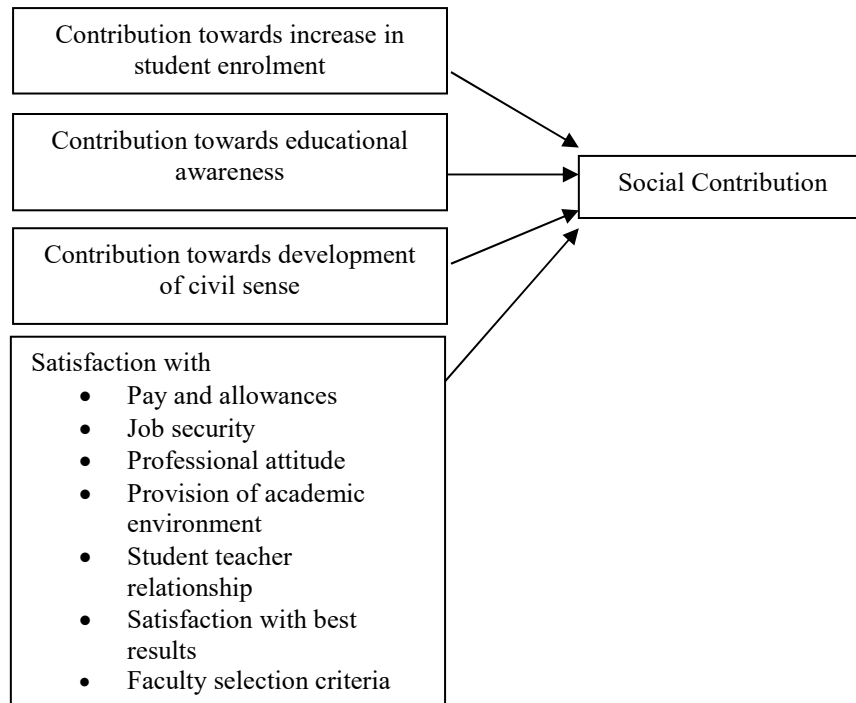 Contribution towards increase in
student enrolment
Contribution towards educational
awareness
Social Contribution
Contribution towards development
of civil sense
Satisfaction with
• Pay and allowances
• Job security
• Professional attitude
• Provision of academic
environment
• Student teacher
relationship
• Satisfaction with best
results
• Faculty selection criteria